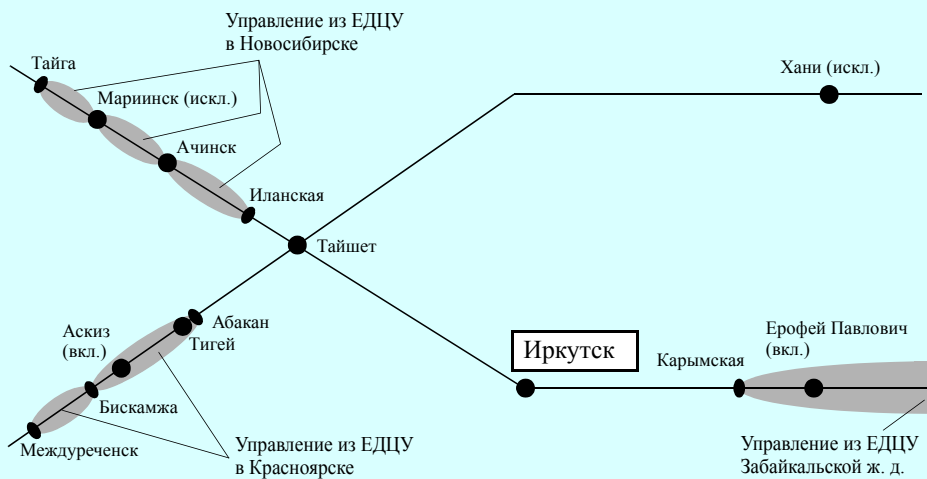 Управление из ЕДЦУ
в Новосибирске
Тайга
Хани (искл.)
Мариинск (искл.)
Ачинск
Иланская
Тайшет
Абакан
Аскиз
(вкл.)
Тигей
Иркутск
Ерофей Павлович
(вкл.)
Карымская
Бискамжа
Междуреченск
Управление из ЕДЦУ
в Красноярске
Управление из ЕДЦУ
Забайкальской ж. д.